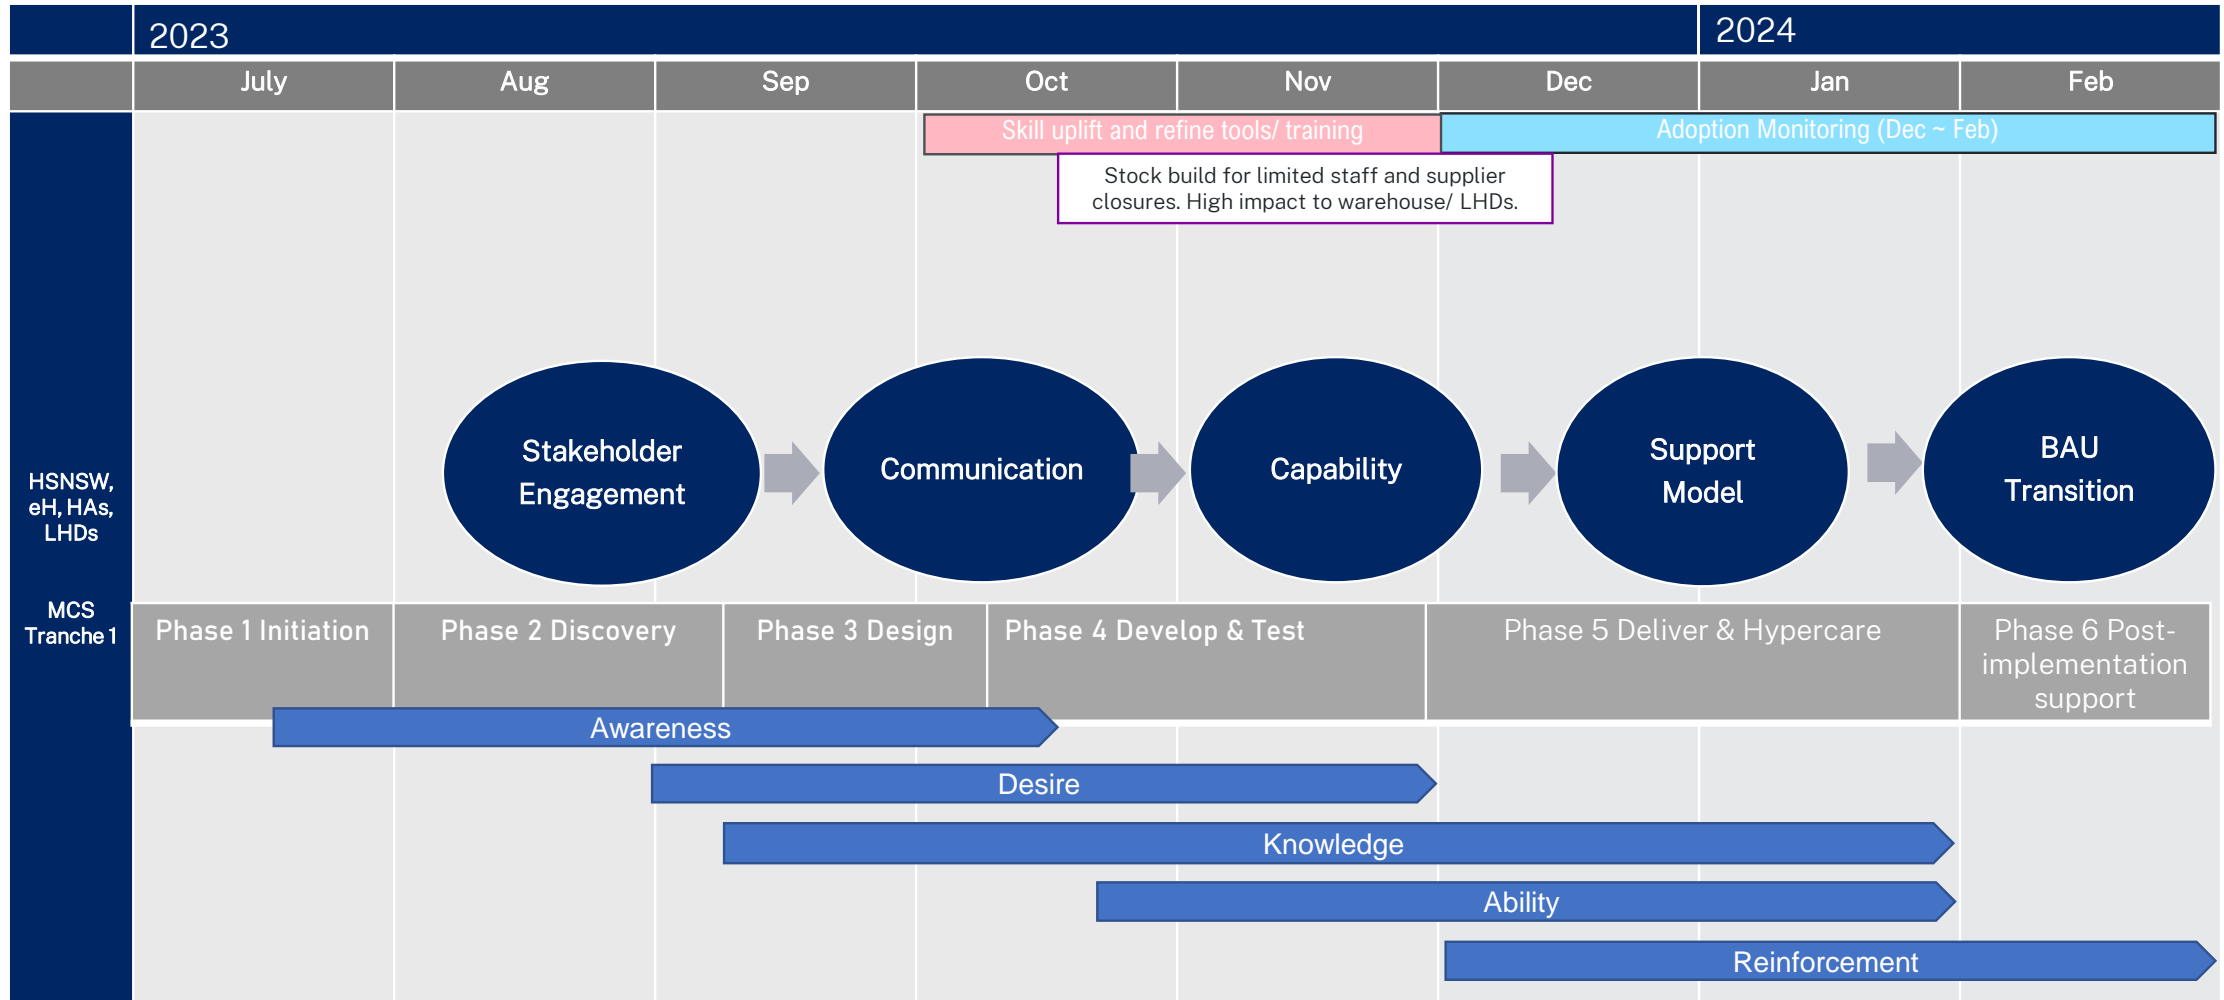 2023
2024
July
Aug
Sep
Oct
Nov
Dec
Jan
Feb
Skill uplift and refine tools/ training
Adoption Monitoring (Dec ~ Feb)
Stock build for limited staff and supplier
closures. High impact to warehouse/ LHDs.
HSNSW,
eH, HAs,
LHDs
Stakeholder
Engagement
Communication
Capability
Support
Model
BAU
Transition
MCS
Tranche 1
Phase 1 Initiation
Phase 2 Discovery
Phase 3 Design
Phase 4 Develop & Test
Phase 5 Deliver & Hypercare
Phase 6 Post-
implementation
support
Awareness
Desire
Knowledge
Ability
Reinforcement